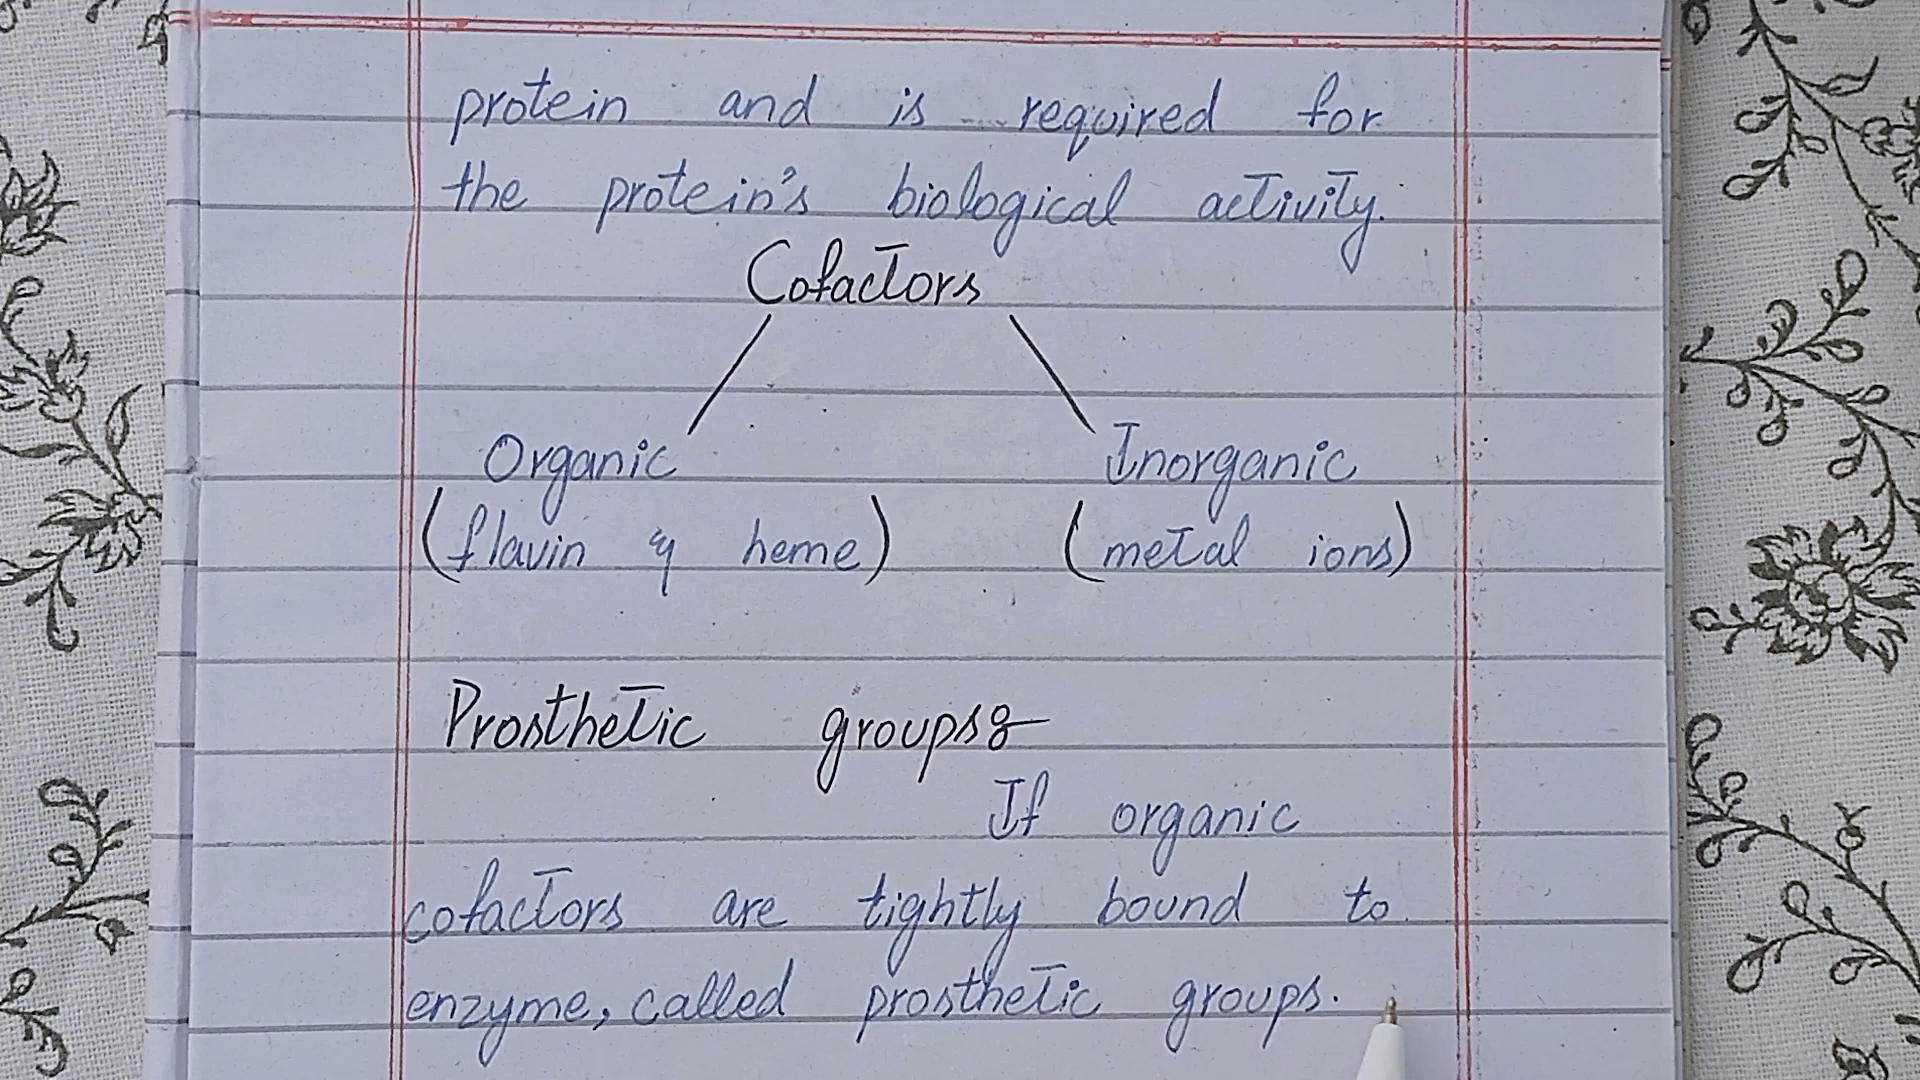 protein and is required for
the protein's biological activity.
Cofactors
Organic Inorganic
(flavin & heme) (metal ions)
Prosthetic groups:-
If organic
cofactors are tightly bound to
enzyme, called prosthetic groups.